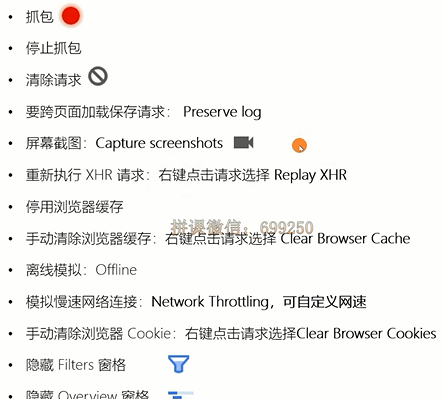 抓包
停止抓包
清除请求
要跨页面加载保存请求： Preserve log
屏幕截图：Capture screenshots
重新执行 XHR 请求：右键点击请求选择 Replay XHR
停用浏览器缓存
拼课微信：699250
手动清除浏览器缓存：右键点击请求选择 Clear Browser Cache
离线模拟：Offline
模拟慢速网络连接：Network Throttling，可自定义网速
手动清除浏览器 Cookie：右键点击请求选择Clear Browser Cookies
隐藏 Filters 窗格
隐藏 Overview 窗格